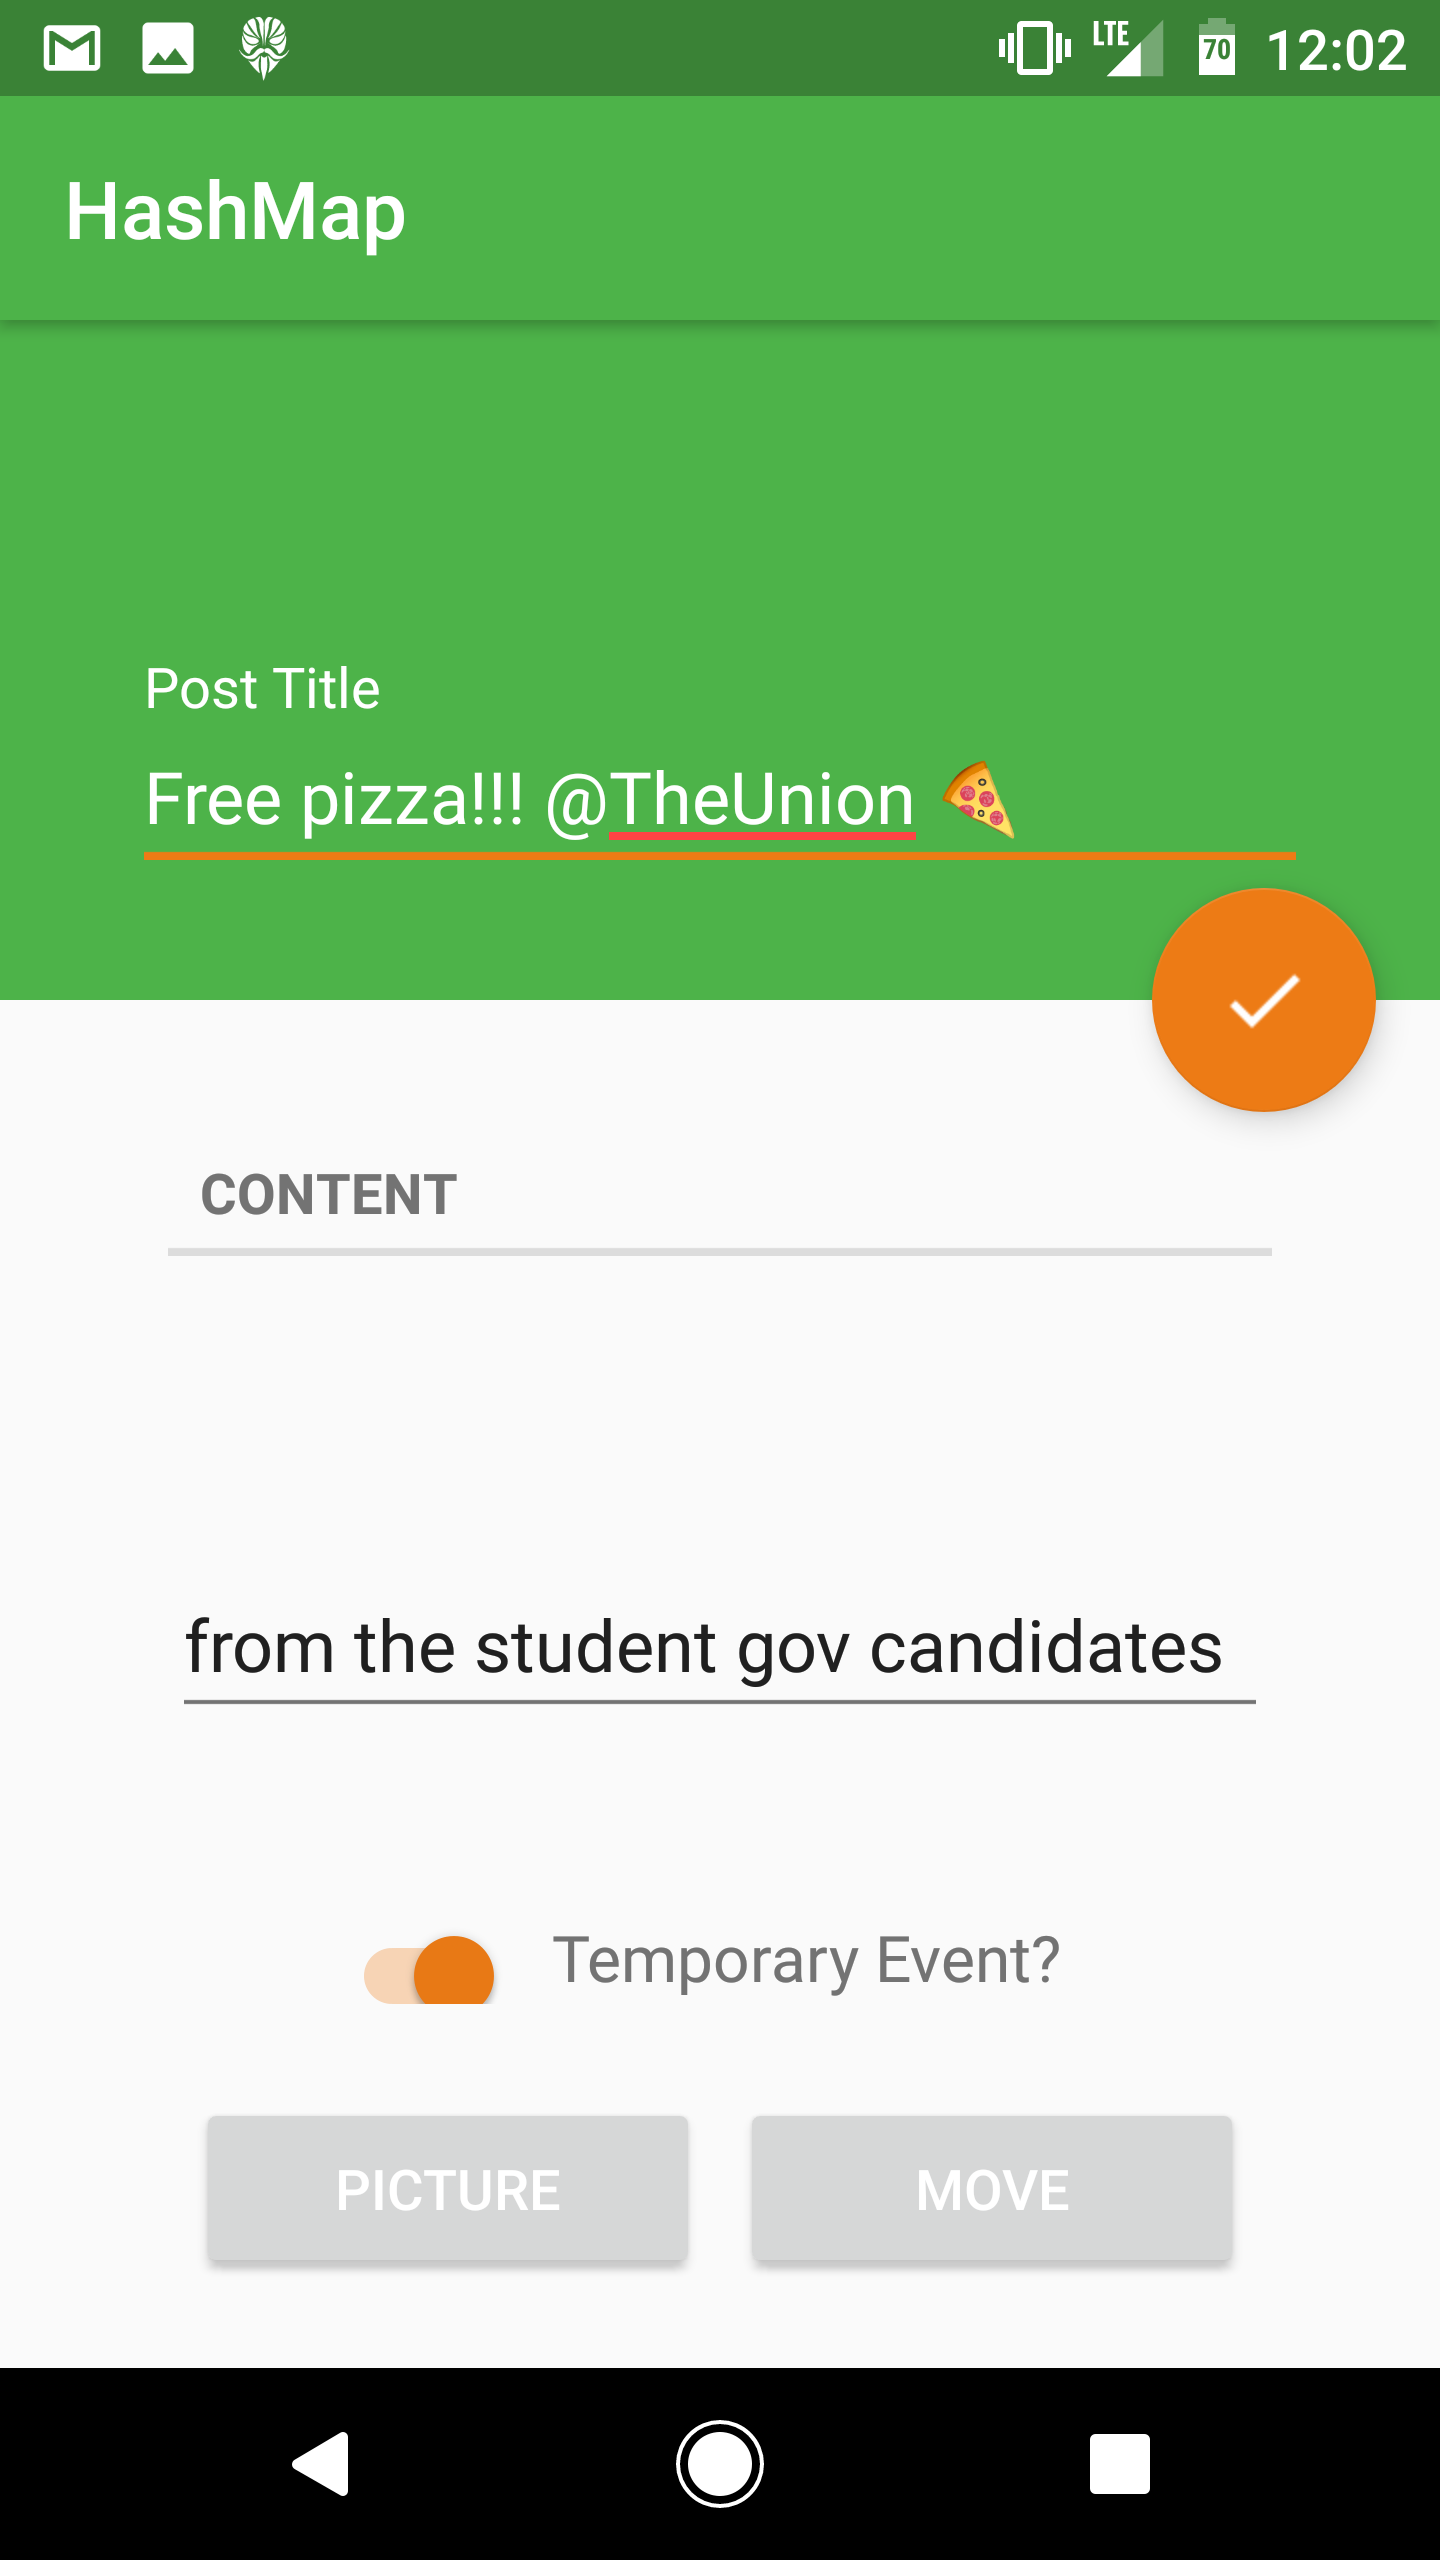 LTE 70 12:02
HashMap
Post Title
Free pizza!!! @TheUnion 🍕
CONTENT
from the student gov candidates
Temporary Event?
PICTURE MOVE